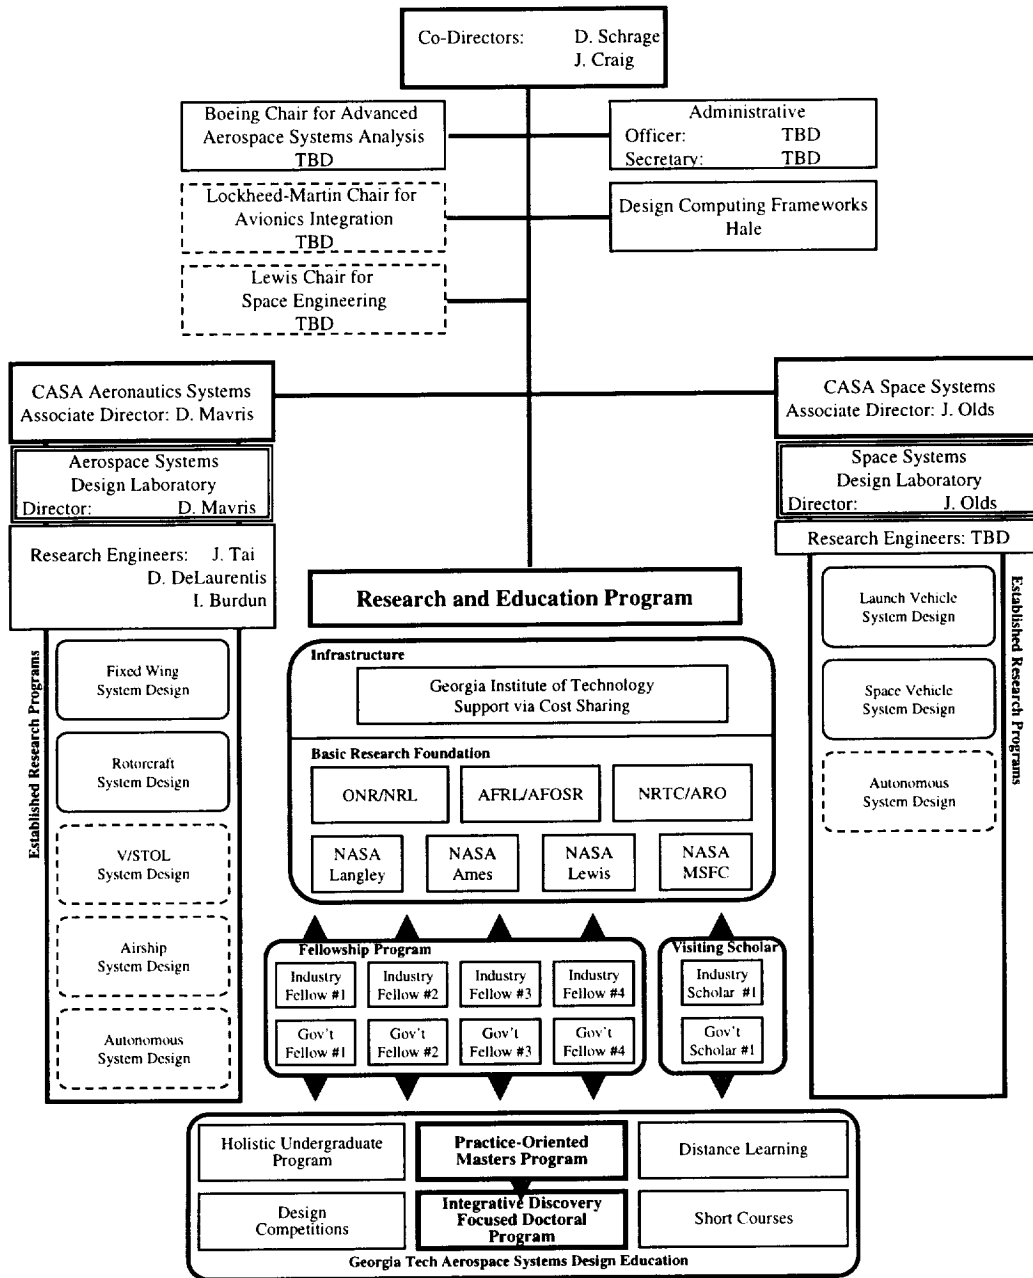 Co-Directors: D. Schrage
J. Craig
Boeing Chair for Advanced
Aerospace Systems Analysis
TBD
Administrative
Officer: TBD
Secretary: TBD
Lockheed-Martin Chair for
Avionics Integration
TBD
Design Computing Frameworks
Hale
Lewis Chair for
Space Engineering
TBD
CASA Aeronautics Systems
Associate Director: D. Mavris
CASA Space Systems
Associate Director: J. Olds
Aerospace Systems
Design Laboratory
Director: D. Mavris
Space Systems
Design Laboratory
Director: J. Olds
Research Engineers: J. Tai
D. DeLaurentis
I. Burdun
Research Engineers: TBD
Established Research Programs
Fixed Wing
System Design
Rotorcraft
System Design
V/STOL
System Design
Airship
System Design
Autonomous
System Design
Research and Education Program
Infrastructure
Georgia Institute of Technology
Support via Cost Sharing
Basic Research Foundation
ONR/NRL
AFRL/AFOSR
NRTC/ARO
NASA
Langley
NASA
Ames
NASA
Lewis
NASA
MSFC
Launch Vehicle
System Design
Space Vehicle
System Design
Autonomous
System Design
Established Research Programs
Fellowship Program
Industry
Fellow #1
Industry
Fellow #2
Industry
Fellow #3
Industry
Fellow #4
Gov't
Fellow #1
Gov't
Fellow #2
Gov't
Fellow #3
Gov't
Fellow #4
Visiting Scholar
Industry
Scholar #1
Gov't
Scholar #1
Holistic Undergraduate
Program
Practice-Oriented
Masters Program
Distance Learning
Design
Competitions
Integrative Discovery
Focused Doctoral
Program
Short Courses
Georgia Tech Aerospace Systems Design Education